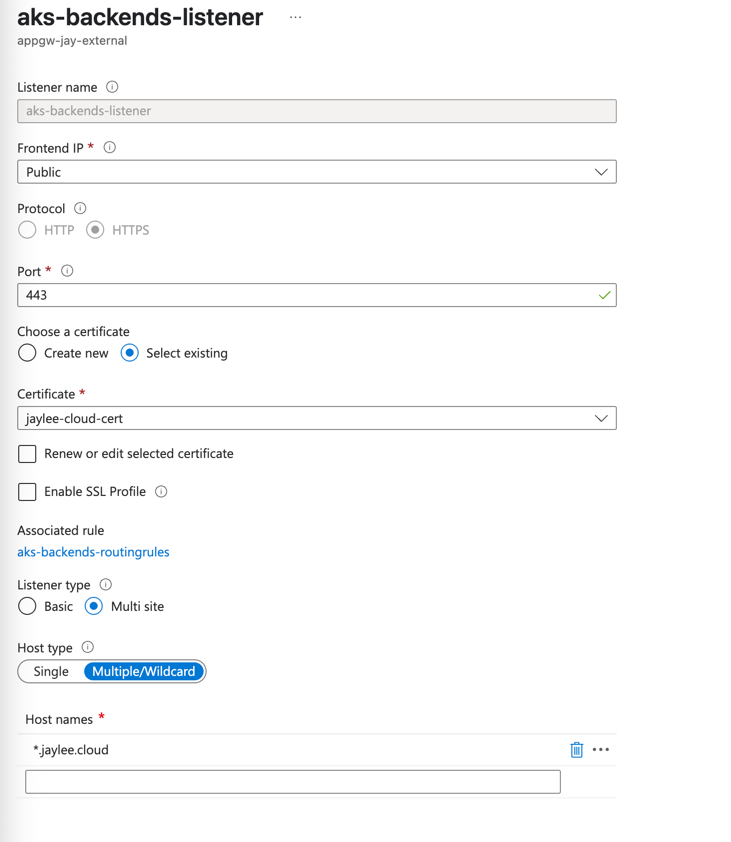 aks-backends-listener ...
appgw-jay-external
Listener name
aks-backends-listener
Frontend IP *
Public
Protocol
HTTP HTTPS
Port *
443
Choose a certificate
Create new Select existing
Certificate *
jaylee-cloud-cert
Renew or edit selected certificate
Enable SSL Profile
Associated rule
aks-backends-routingrules
Listener type
Basic Multi site
Host type
Single Multiple/Wildcard
Host names *
*.jaylee.cloud